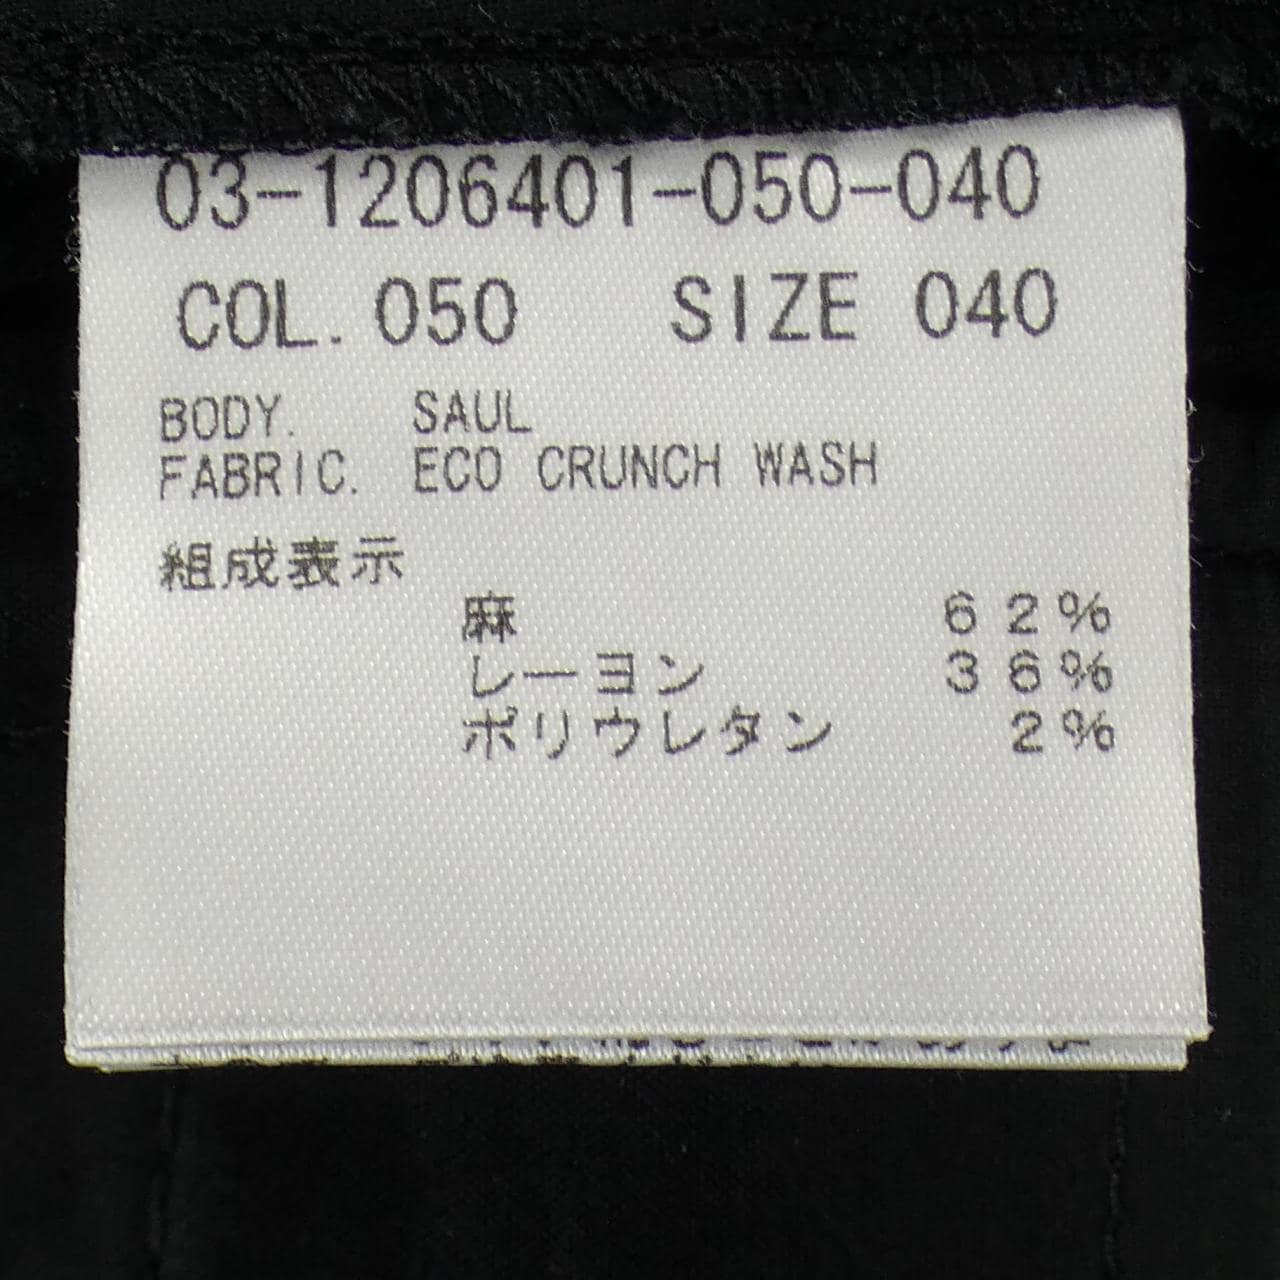 03-1206401-050-040
COL. 050 SIZE 040
BODY. SAUL
FABRIC. ECO CRUNCH WASH
組成表示
麻 62%
レーヨン 36%
ポリウレタン 2%